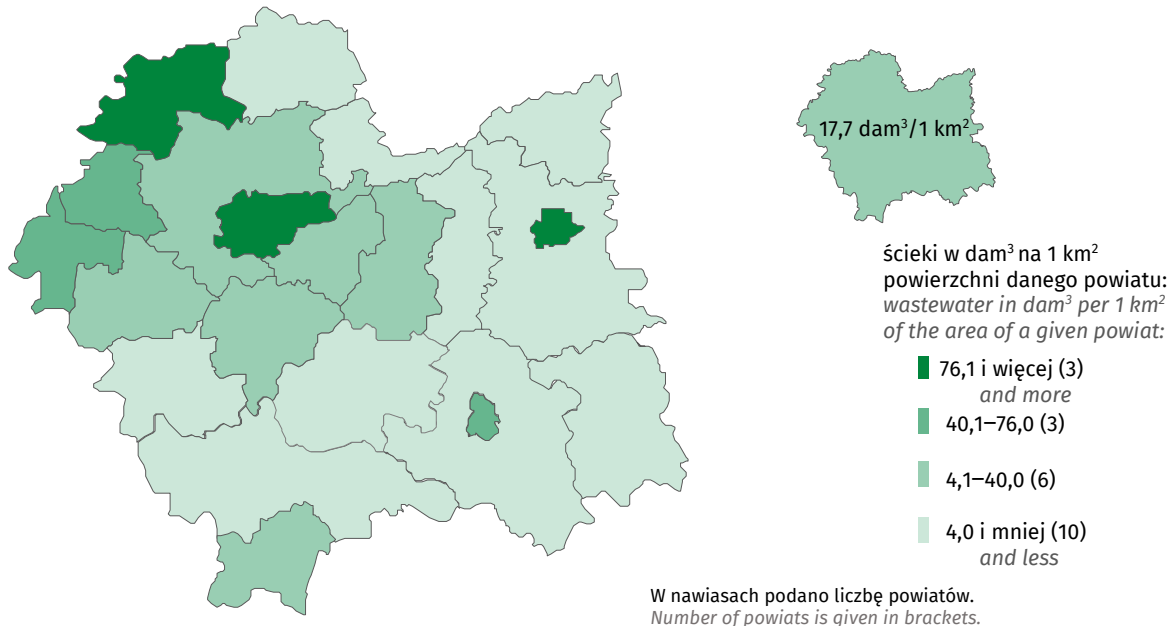 17,7 dam³/1 km²
ścieki w dam³ na 1 km²
powierzchni danego powiatu:
wastewater in dam³ per 1 km²
of the area of a given powiat:
76,1 i więcej (3)
and more
40,1–76,0 (3)
4,1–40,0 (6)
4,0 i mniej (10)
and less
W nawiasach podano liczbę powiatów.
Number of powiats is given in brackets.